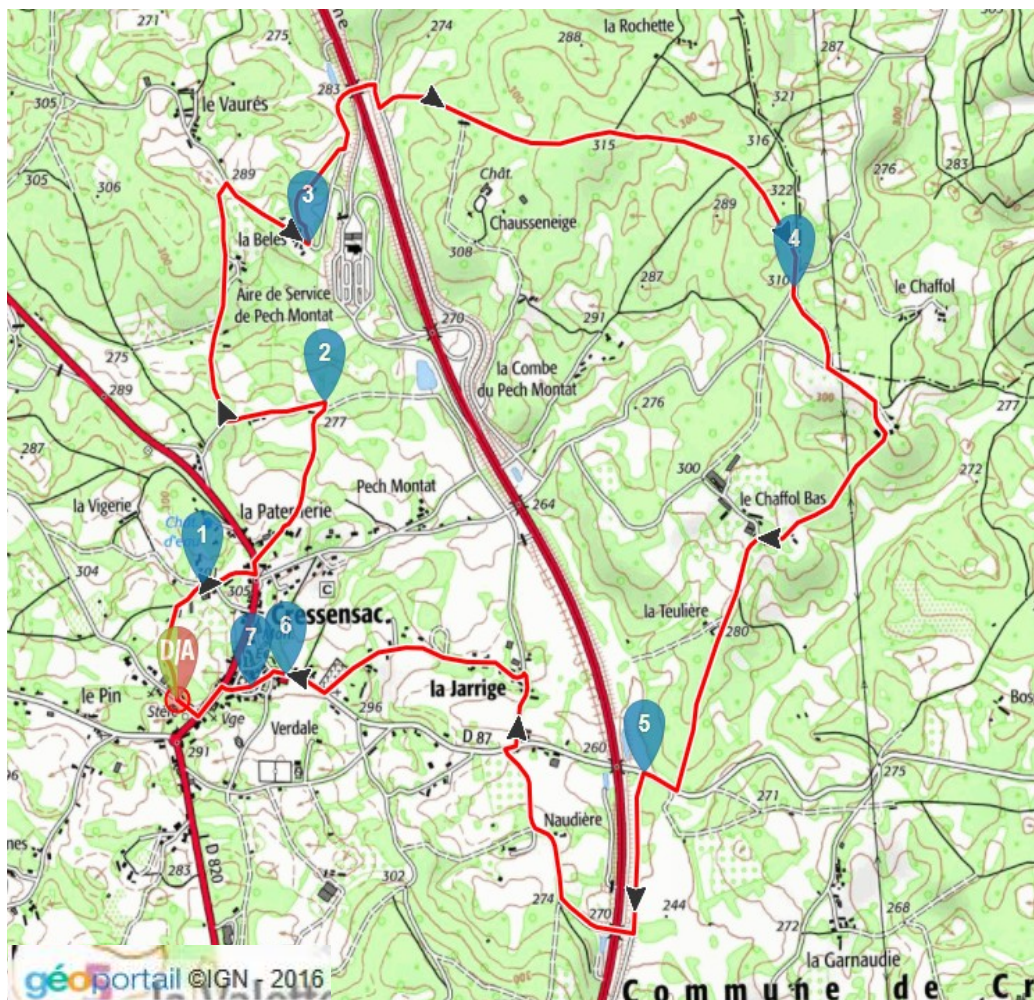 275
274
288
la Rochette
287
305
le Vaurés
283
321
305
306
289
315
316
276
283
3
Chât.
322
289
Chausseneige
la Beles
308
4
310
Aire de Service
de Pech Montat
287
le Chaffol
270
291
275
289
2
277
la Combe
du Pech Montat
276
300
277
287
300
272
la Vigerie
Pech Montat
264
le Chaffol Bas
la Paternerie
1
304
305
C
la Teulière
280
Cressensac
7
6
D/A
le Pin
la Jarrige
296
Stèle
Vge
Verdale
D 87
5
260
291
275
271
Naudière
D 820
283
302
274
270
244
272
268
la Garnaudie
géoportail ©IGN - 2016
Commune de C